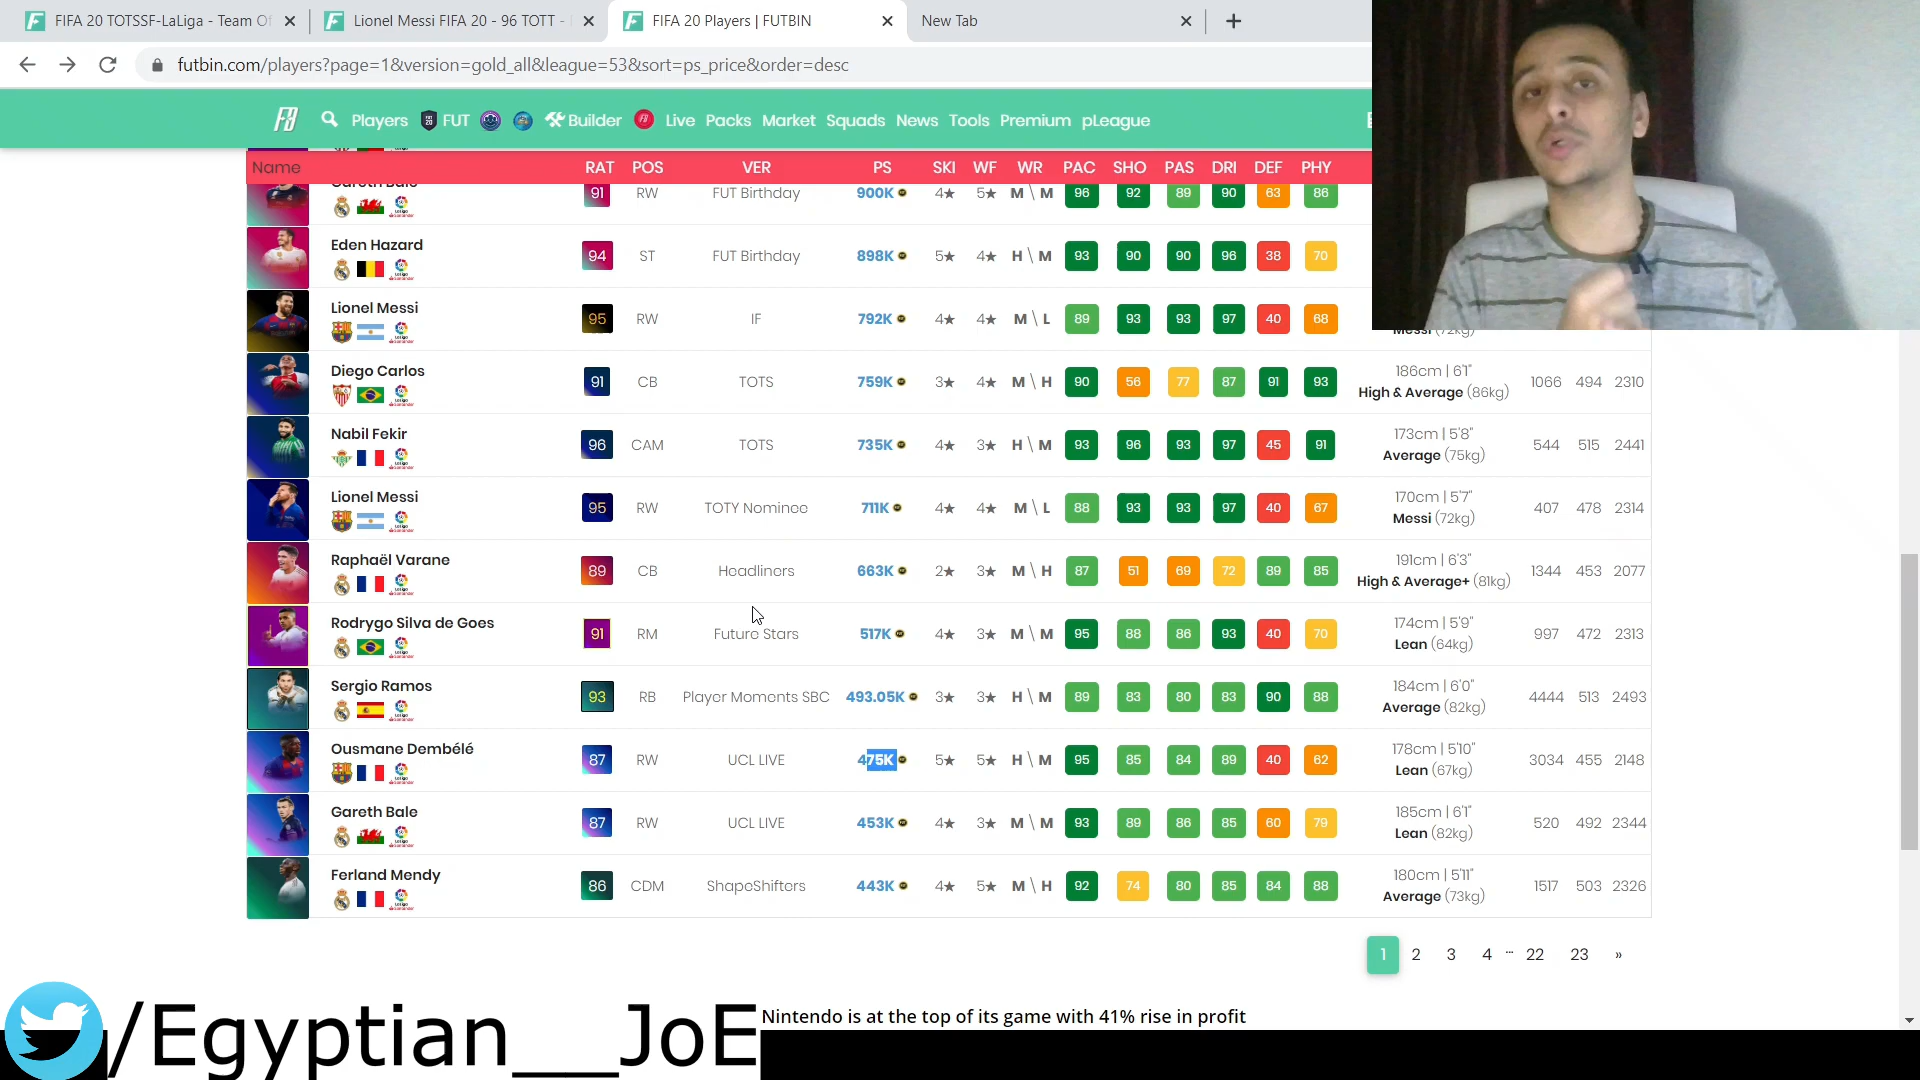 FIFA 20 TOTSSF-LaLiga - Team Of
Lionel Messi FIFA 20 - 96 TOTT -
FIFA 20 Players | FUTBIN
New Tab
futbin.com/players?page=1&version=gold_all&league=53&sort=ps_price&order=desc
Players FUT Builder Live Packs Market Squads News Tools Premium pLeague
Name RAT POS VER PS SKI WF WR PAC SHO PAS DRI DEF PHY
Gareth Bale
91 RW FUT Birthday 900K 4★ 5★ M \ M 96 92 89 90 63 86
Eden Hazard
94 ST FUT Birthday 898K 5★ 4★ H \ M 93 90 90 96 38 70
Lionel Messi
95 RW IF 792K 4★ 4★ M \ L 89 93 93 97 40 68
Messi (72kg)
Diego Carlos
91 CB TOTS 759K 3★ 4★ M \ H 90 56 77 87 91 93
186cm | 6'1"
High & Average (86kg)
1066 494 2310
Nabil Fekir
96 CAM TOTS 735K 4★ 3★ H \ M 93 96 93 97 45 91
173cm | 5'8"
Average (75kg)
544 515 2441
Lionel Messi
95 RW TOTY Nominee 711K 4★ 4★ M \ L 88 93 93 97 40 67
170cm | 5'7"
Messi (72kg)
407 478 2314
Raphaël Varane
89 CB Headliners 663K 2★ 3★ M \ H 87 51 69 72 89 85
191cm | 6'3"
High & Average+ (81kg)
1344 453 2077
Rodrygo Silva de Goes
91 RM Future Stars 517K 4★ 3★ M \ M 95 88 86 93 40 70
174cm | 5'9"
Lean (64kg)
997 472 2313
Sergio Ramos
93 RB Player Moments SBC 493.05K 3★ 3★ H \ M 89 83 80 83 90 88
184cm | 6'0"
Average (82kg)
4444 513 2493
Ousmane Dembélé
87 RW UCL LIVE 475K 5★ 5★ H \ M 95 85 84 89 40 62
178cm | 5'10"
Lean (67kg)
3034 455 2148
Gareth Bale
87 RW UCL LIVE 453K 4★ 3★ M \ M 93 89 86 85 60 79
185cm | 6'1"
Lean (82kg)
520 492 2344
Ferland Mendy
86 CDM ShapeShifters 443K 4★ 5★ M \ H 92 74 80 85 84 88
180cm | 5'11"
Average (73kg)
1517 503 2326
1 2 3 4 ... 22 23 »
/Egyptian___JoE
Nintendo is at the top of its game with 41% rise in profit